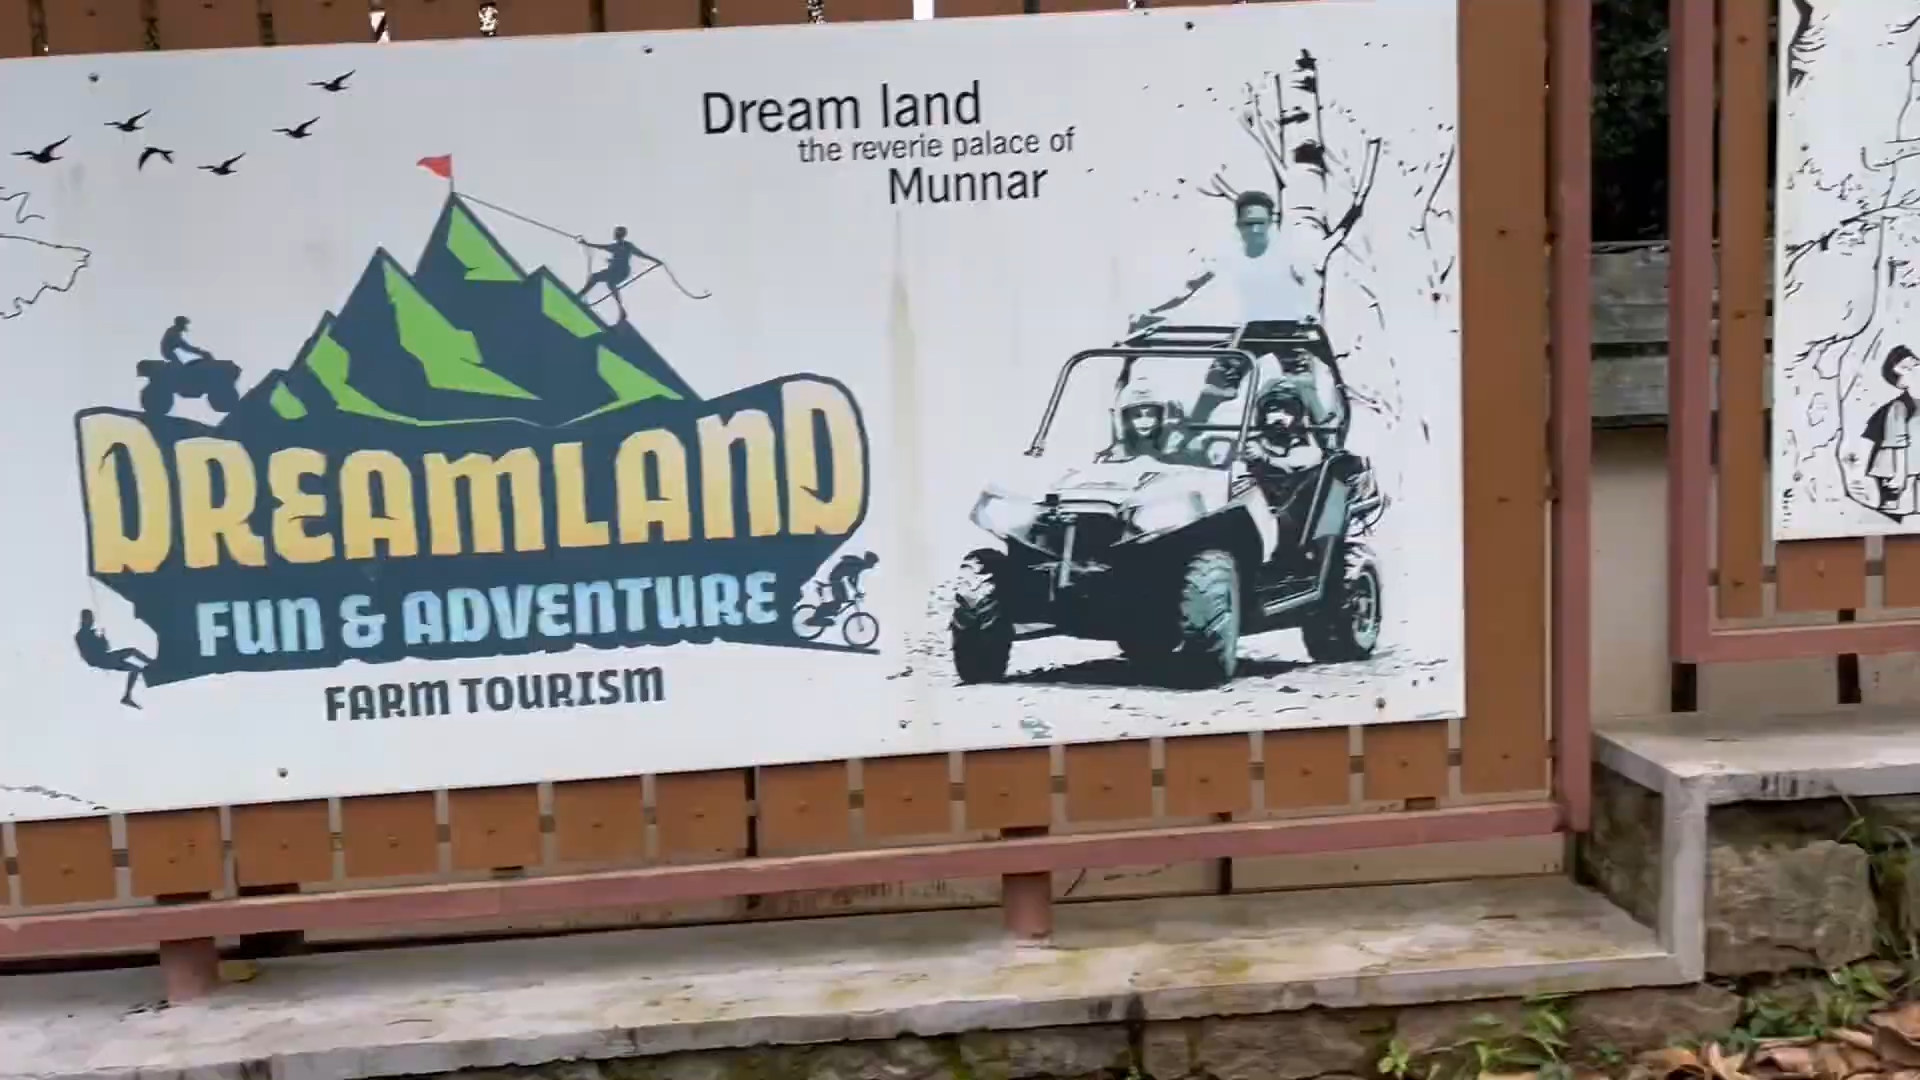 Dream land
the reverie palace of
Munnar
DREAMLAND
FUN & ADVENTURE
FARM TOURISM